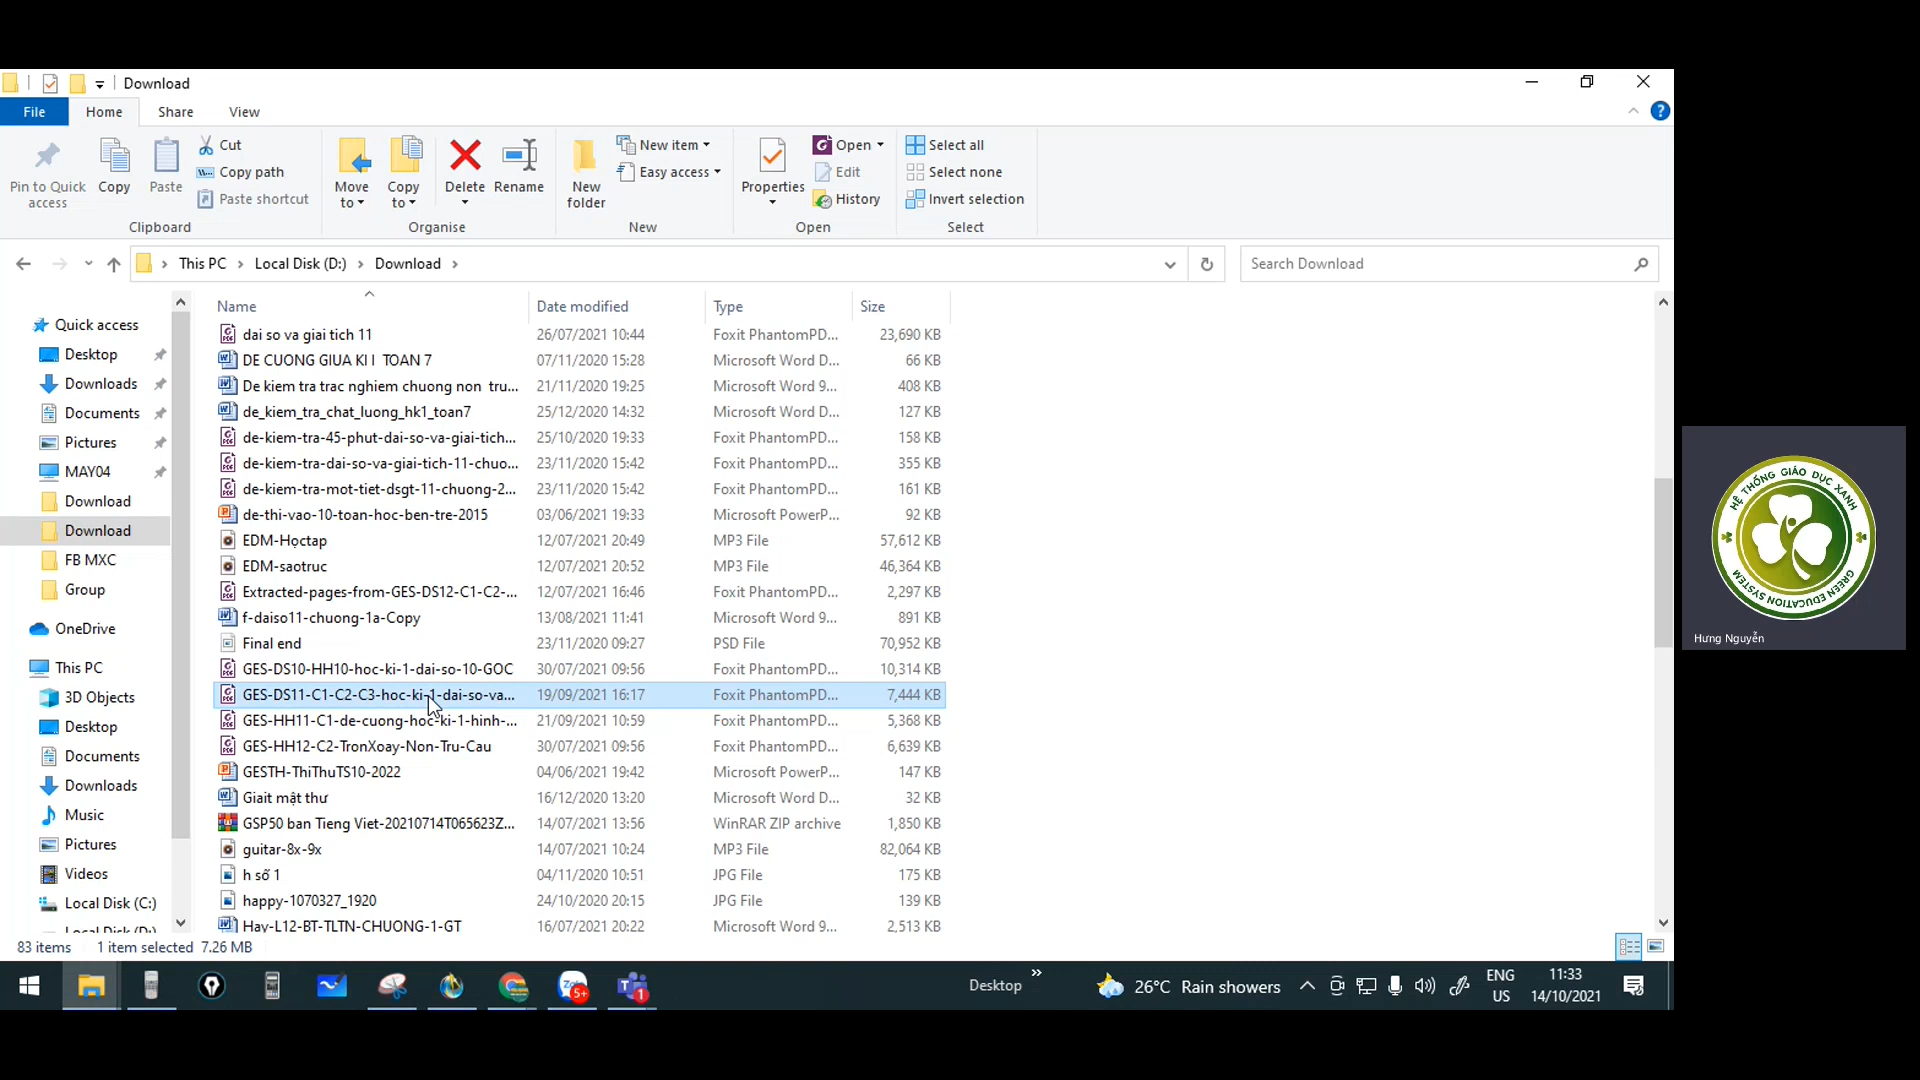 Download
File Home Share View
Pin to Quick access
Copy
Paste
Cut
Copy path
Paste shortcut
Clipboard
Move to
Copy to
Delete
Rename
Organise
New folder
New item
Easy access
New
Properties
Open
Edit
History
Open
Select all
Select none
Invert selection
Select
This PC > Local Disk (D:) > Download >
Search Download
Quick access
Desktop
Downloads
Documents
Pictures
MAY04
Download
Download
FB MXC
Group
OneDrive
This PC
3D Objects
Desktop
Documents
Downloads
Music
Pictures
Videos
Local Disk (C:)
Local Disk (D:)
Name Date modified Type Size
dai so va giai tich 11 26/07/2021 10:44 Foxit PhantomPD... 23,690 KB
DE CUONG GIUA KI I TOAN 7 07/11/2020 15:28 Microsoft Word D... 66 KB
De kiem tra trac nghiem chuong non tru... 21/11/2020 19:25 Microsoft Word 9... 408 KB
de_kiem_tra_chat_luong_hk1_toan7 25/12/2020 14:32 Microsoft Word D... 127 KB
de-kiem-tra-45-phut-dai-so-va-giai-tich... 25/10/2020 19:33 Foxit PhantomPD... 158 KB
de-kiem-tra-dai-so-va-giai-tich-11-chuo... 23/11/2020 15:42 Foxit PhantomPD... 355 KB
de-kiem-tra-mot-tiet-dsgt-11-chuong-2... 23/11/2020 15:42 Foxit PhantomPD... 161 KB
de-thi-vao-10-toan-hoc-ben-tre-2015 03/06/2021 19:33 Microsoft PowerP... 92 KB
EDM-Họctap 12/07/2021 20:49 MP3 File 57,612 KB
EDM-saotruc 12/07/2021 20:52 MP3 File 46,364 KB
Extracted-pages-from-GES-DS12-C1-C2-... 12/07/2021 16:46 Foxit PhantomPD... 2,297 KB
f-daiso11-chuong-1a-Copy 13/08/2021 11:41 Microsoft Word 9... 891 KB
Final end 23/11/2020 09:27 PSD File 70,952 KB
GES-DS10-HH10-hoc-ki-1-dai-so-10-GOC 30/07/2021 09:56 Foxit PhantomPD... 10,314 KB
GES-DS11-C1-C2-C3-hoc-ki-1-dai-so-va... 19/09/2021 16:17 Foxit PhantomPD... 7,444 KB
GES-HH11-C1-de-cuong-hoc-ki-1-hinh-... 21/09/2021 10:59 Foxit PhantomPD... 5,368 KB
GES-HH12-C2-TronXoay-Non-Tru-Cau 30/07/2021 09:56 Foxit PhantomPD... 6,639 KB
GESTH-ThiThuTS10-2022 04/06/2021 19:42 Microsoft PowerP... 147 KB
Giait mật thư 16/12/2020 13:20 Microsoft Word D... 32 KB
GSP50 ban Tieng Viet-20210714T065623Z... 14/07/2021 13:56 WinRAR ZIP archive 1,850 KB
guitar-8x-9x 14/07/2021 10:24 MP3 File 82,064 KB
h số 1 04/11/2020 10:51 JPG File 175 KB
happy-1070327_1920 24/10/2020 20:15 JPG File 139 KB
Hay-L12-BT-TLTN-CHUONG-1-GT 16/07/2021 20:22 Microsoft Word 9... 2,513 KB
83 items 1 item selected 7.26 MB
Desktop
26°C Rain showers
ENG
US
11:33
14/10/2021
5+
1
HỆ THỐNG GIÁO DỤC XANH
GREEN EDUCATION SYSTEM
Hưng Nguyễn